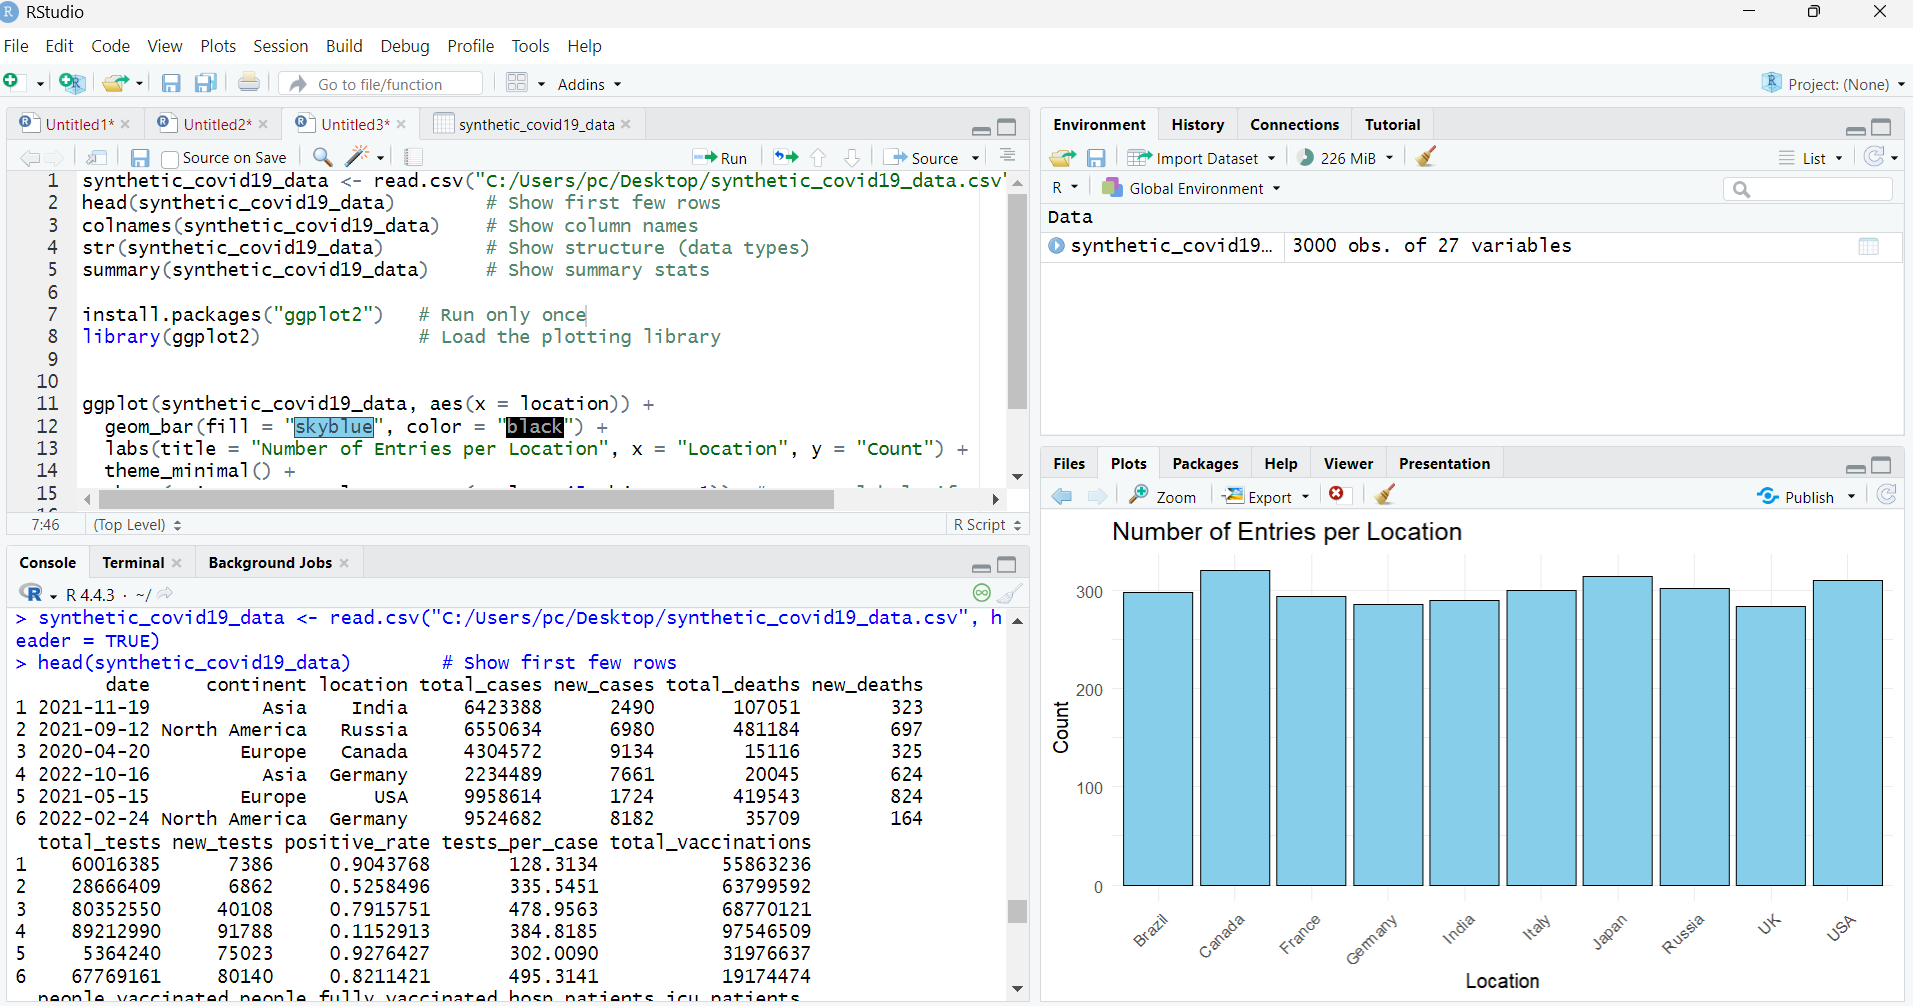 RStudio
File Edit Code View Plots Session Build Debug Profile Tools Help
Go to file/function Addins Project: (None)
Untitled1* Untitled2* Untitled3* synthetic_covid19_data
Source on Save Run Source
1 synthetic_covid19_data <- read.csv("C:/Users/pc/Desktop/synthetic_covid19_data.csv"
2 head(synthetic_covid19_data) # Show first few rows
3 colnames(synthetic_covid19_data) # Show column names
4 str(synthetic_covid19_data) # Show structure (data types)
5 summary(synthetic_covid19_data) # Show summary stats
6
7 install.packages("ggplot2") # Run only once
8 library(ggplot2) # Load the plotting library
9
10
11 ggplot(synthetic_covid19_data, aes(x = location)) +
12 geom_bar(fill = "skyblue", color = "black") +
13 labs(title = "Number of Entries per Location", x = "Location", y = "Count") +
14 theme_minimal() +
15
7:46 (Top Level) R Script
Console Terminal Background Jobs
R R 4.4.3 · ~/
> synthetic_covid19_data <- read.csv("C:/Users/pc/Desktop/synthetic_covid19_data.csv", h
eader = TRUE)
> head(synthetic_covid19_data) # Show first few rows
date continent location total_cases new_cases total_deaths new_deaths
1 2021-11-19 Asia India 6423388 2490 107051 323
2 2021-09-12 North America Russia 6550634 6980 481184 697
3 2020-04-20 Europe Canada 4304572 9134 15116 325
4 2022-10-16 Asia Germany 2234489 7661 20045 624
5 2021-05-15 Europe USA 9958614 1724 419543 824
6 2022-02-24 North America Germany 9524682 8182 35709 164
total_tests new_tests positive_rate tests_per_case total_vaccinations
1 60016385 7386 0.9043768 128.3134 55863236
2 28666409 6862 0.5258496 335.5451 63799592
3 80352550 40108 0.7915751 478.9563 68770121
4 89212990 91788 0.1152913 384.8185 97546509
5 5364240 75023 0.9276427 302.0090 31976637
6 67769161 80140 0.8211421 495.3141 19174474
people_vaccinated people_fully_vaccinated hosp_patients icu_patients
Environment History Connections Tutorial
Import Dataset 226 MiB List
R Global Environment
Data
synthetic_covid19... 3000 obs. of 27 variables
Files Plots Packages Help Viewer Presentation
Zoom Export Publish
Number of Entries per Location
300
200
100
0
Count
Brazil Canada France Germany India Italy Japan Russia UK USA
Location